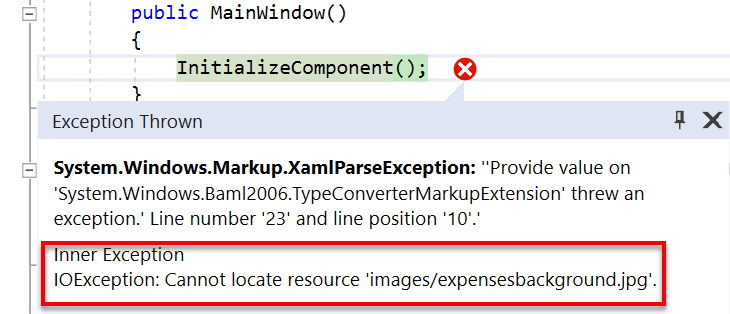 public MainWindow()
{
InitializeComponent();
}
Exception Thrown
System.Windows.Markup.XamlParseException: ''Provide value on
'System.Windows.Baml2006.TypeConverterMarkupExtension' threw an
exception.' Line number '23' and line position '10'.'
Inner Exception
IOException: Cannot locate resource 'images/expensesbackground.jpg'.